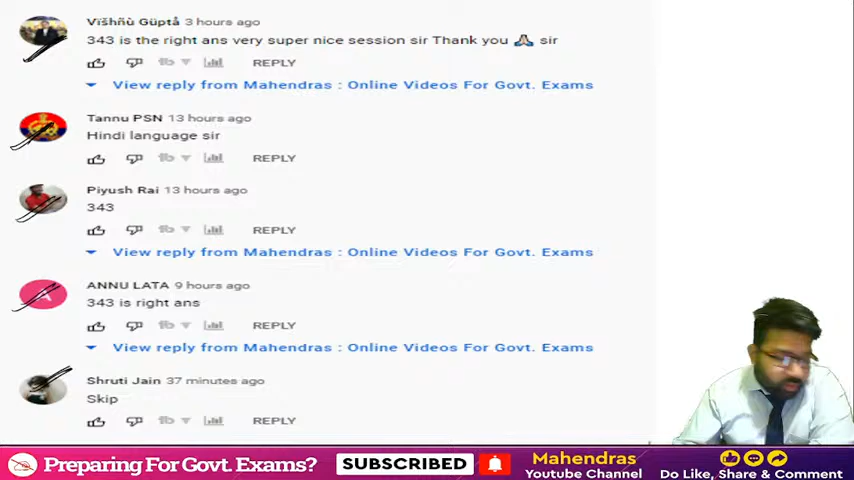 Vïšhñù Güptå 3 hours ago
343 is the right ans very super nice session sir Thank you 🙏 sir
REPLY
View reply from Mahendras : Online Videos For Govt. Exams
Tannu PSN 13 hours ago
Hindi language sir
REPLY
Piyush Rai 13 hours ago
343
REPLY
View reply from Mahendras : Online Videos For Govt. Exams
ANNU LATA 9 hours ago
343 is right ans
REPLY
View reply from Mahendras : Online Videos For Govt. Exams
Shruti Jain 37 minutes ago
Skip
REPLY
Preparing For Govt. Exams?
SUBSCRIBED
Mahendras
Youtube Channel
Do Like, Share & Comment